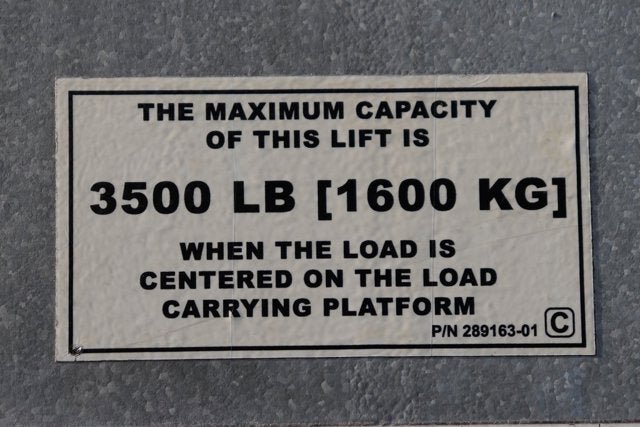 THE MAXIMUM CAPACITY
OF THIS LIFT IS
3500 LB [1600 KG]
WHEN THE LOAD IS
CENTERED ON THE LOAD
CARRYING PLATFORM
P/N 289163-01 C